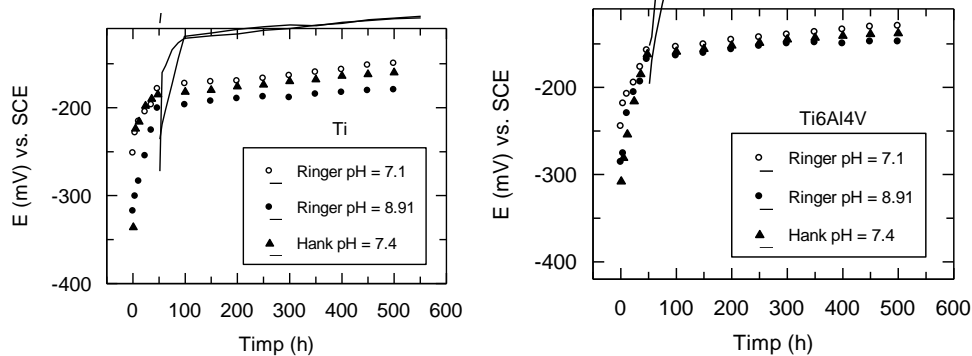 E (mV) vs. SCE
-200
-300
-400
0 100 200 300 400 500 600
Timp (h)
Ti
Ringer pH = 7.1
Ringer pH = 8.91
Hank pH = 7.4
E (mV) vs. SCE
-200
-300
-400
0 100 200 300 400 500 600
Timp (h)
Ti6Al4V
Ringer pH = 7.1
Ringer pH = 8.91
Hank pH = 7.4